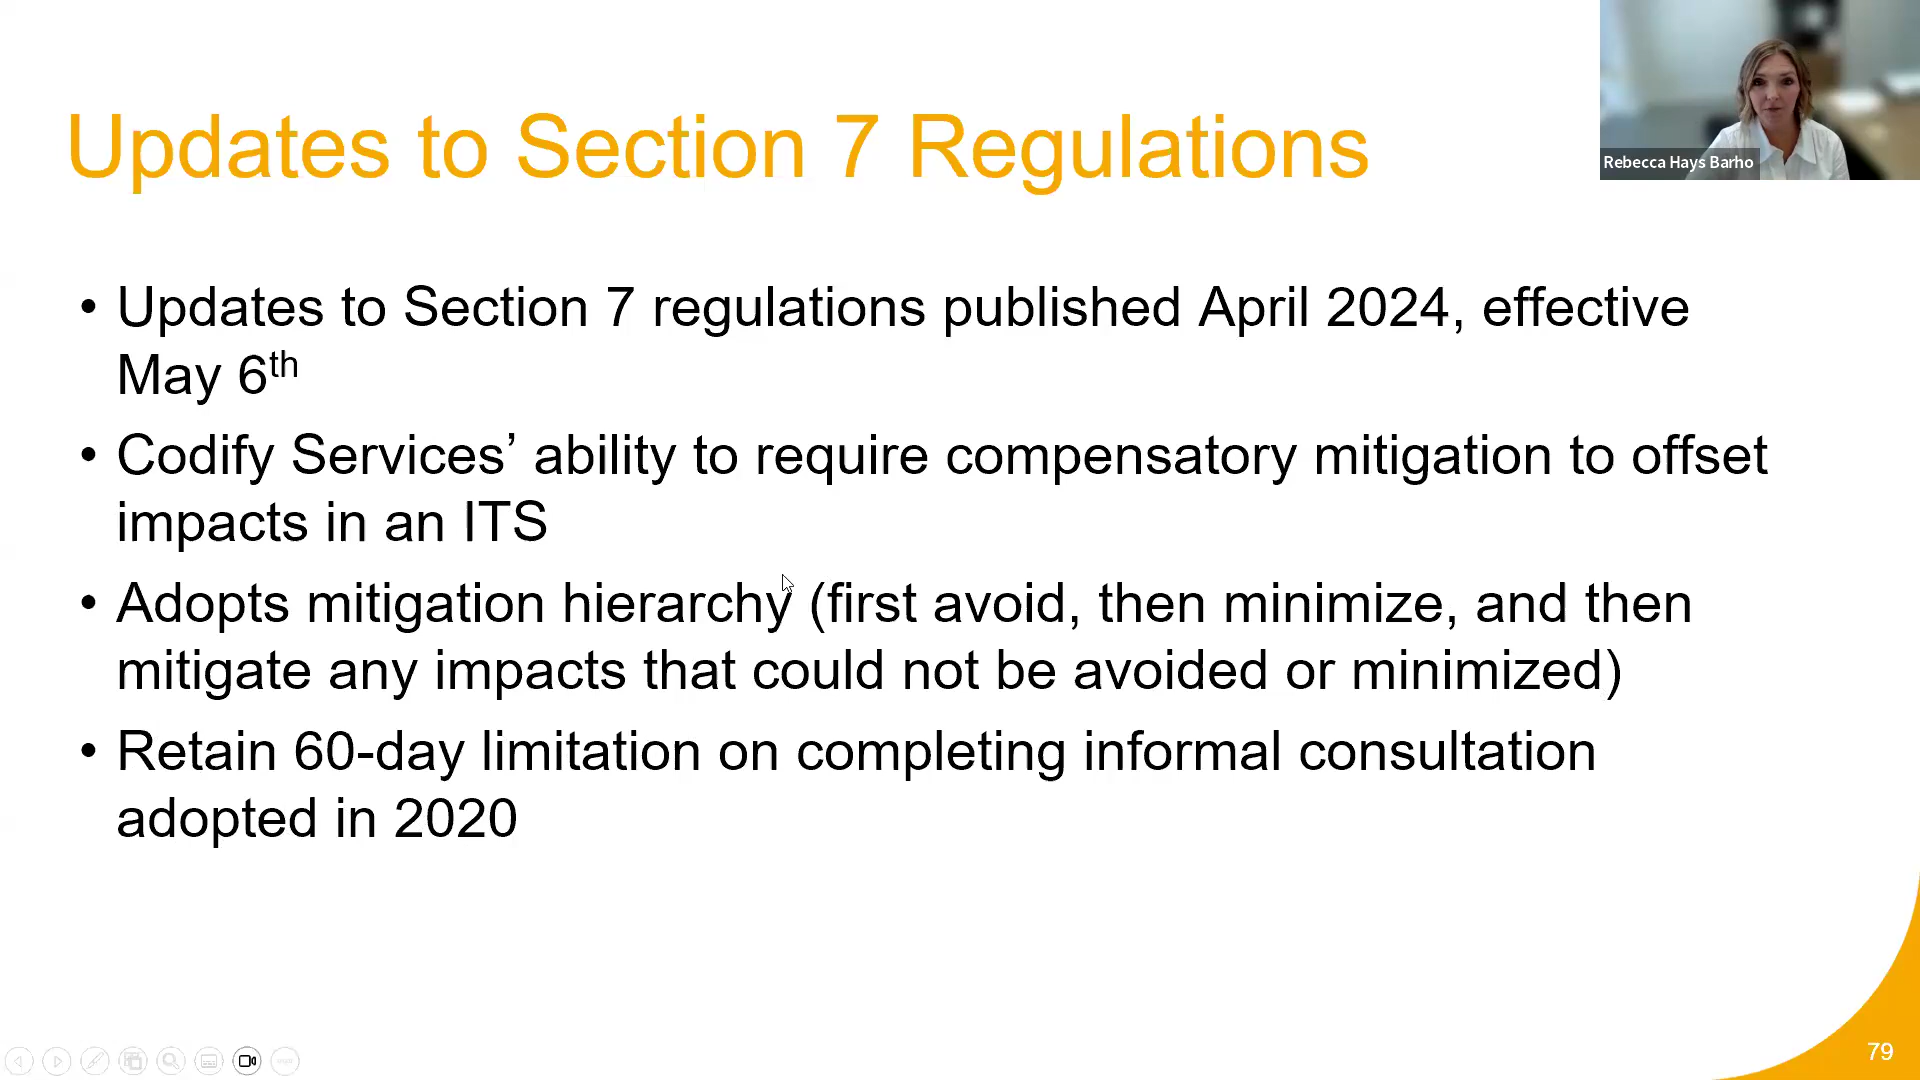 Updates to Section 7 Regulations
Rebecca Hays Barho
• Updates to Section 7 regulations published April 2024, effective
May 6th
• Codify Services’ ability to require compensatory mitigation to offset
impacts in an ITS
• Adopts mitigation hierarchy (first avoid, then minimize, and then
mitigate any impacts that could not be avoided or minimized)
• Retain 60-day limitation on completing informal consultation
adopted in 2020
79